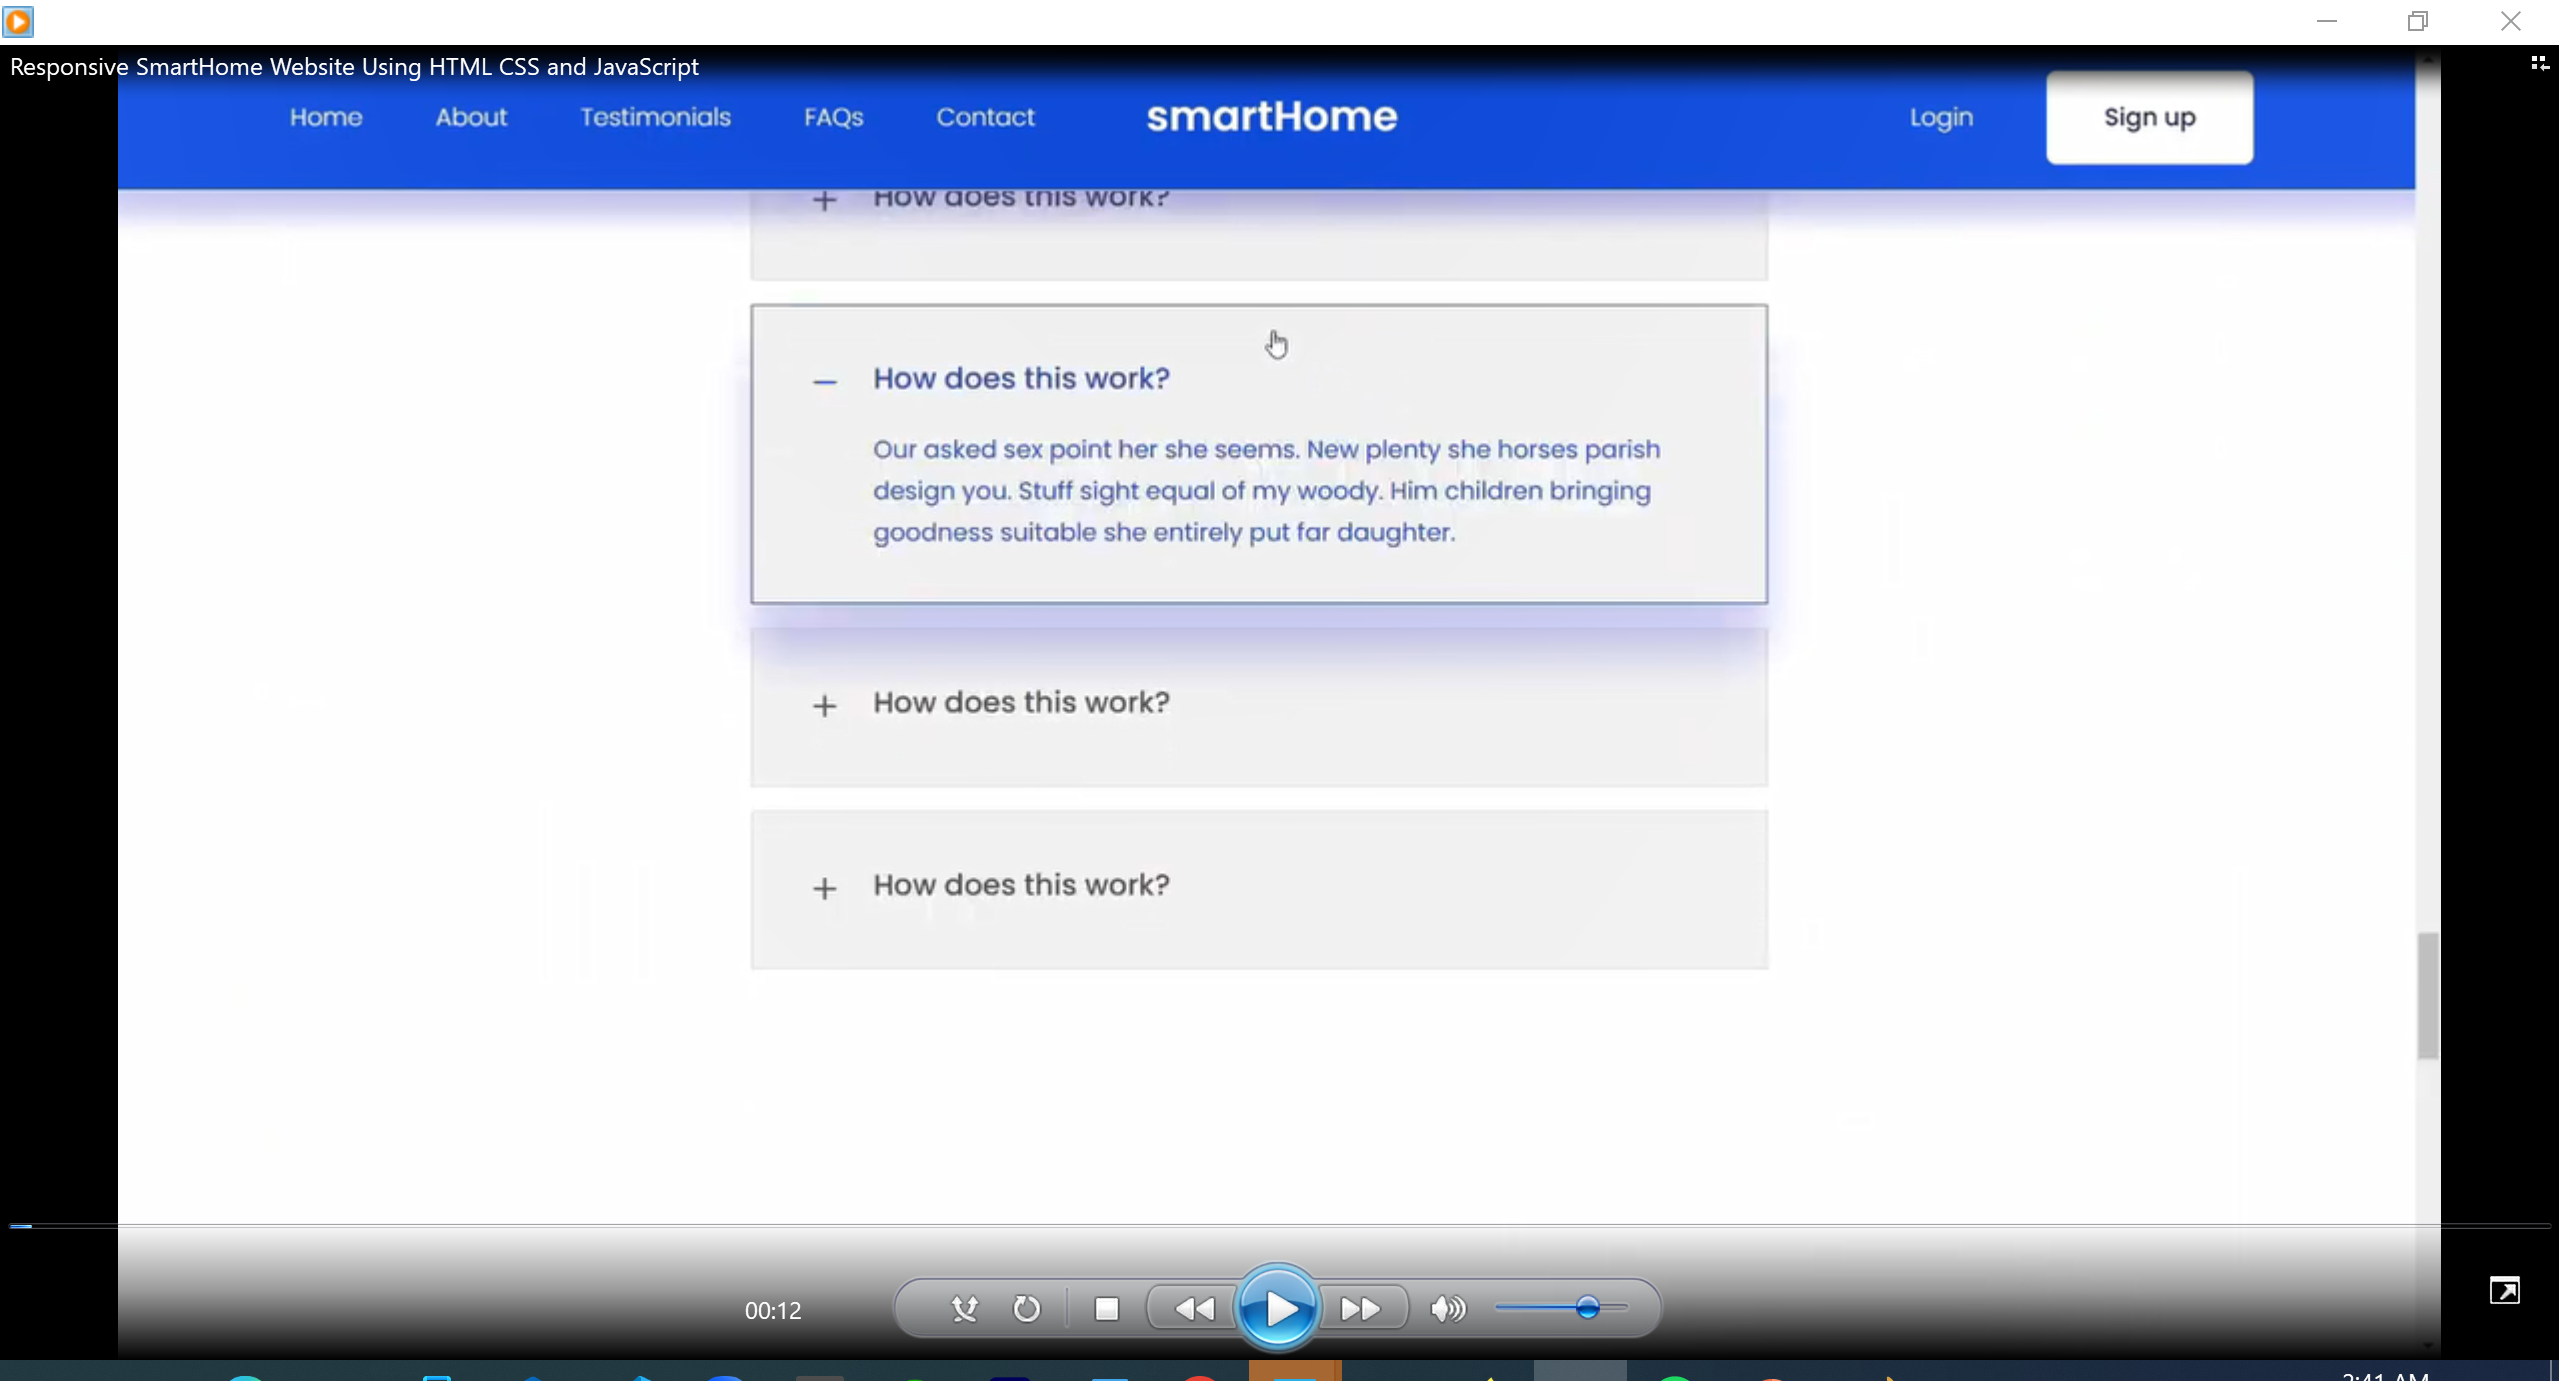 Responsive SmartHome Website Using HTML CSS and JavaScript
Home About Testimonials FAQs Contact smartHome Login Sign up
+ How does this work?
– How does this work?
Our asked sex point her she seems. New plenty she horses parish
design you. Stuff sight equal of my woody. Him children bringing
goodness suitable she entirely put far daughter.
+ How does this work?
+ How does this work?
00:12
2:41 AM